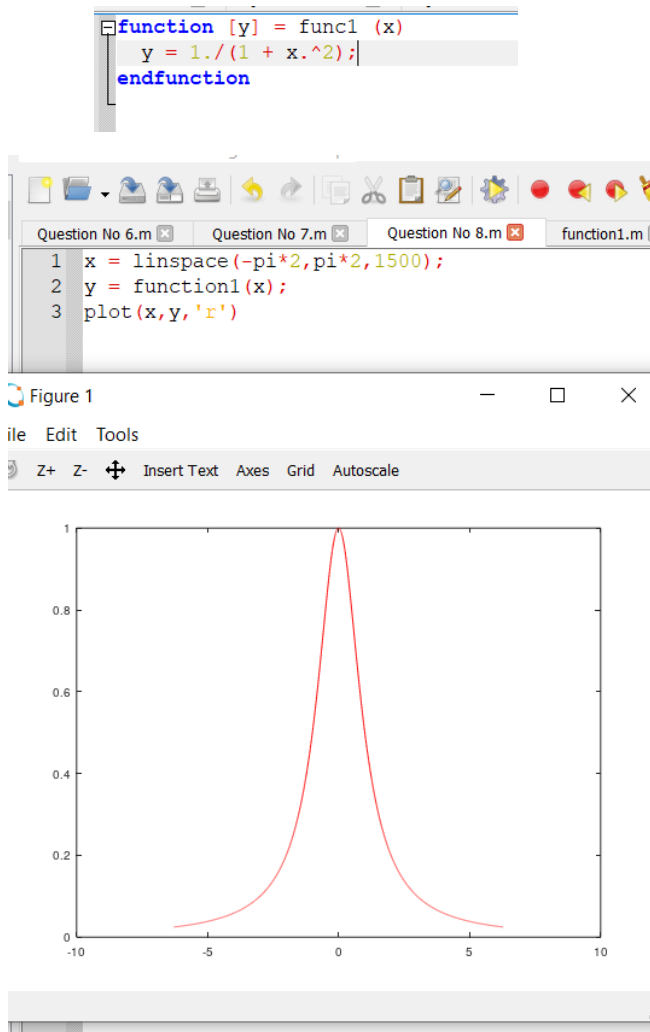 function [y] = func1 (x)
y = 1./(1 + x.^2);
endfunction
Question No 6.m Question No 7.m Question No 8.m function1.m
1 x = linspace(-pi*2,pi*2,1500);
2 y = function1(x);
3 plot(x,y,'r')
Figure 1
ile Edit Tools
Z+ Z- Insert Text Axes Grid Autoscale
1
0.8
0.6
0.4
0.2
0
-10 -5 0 5 10